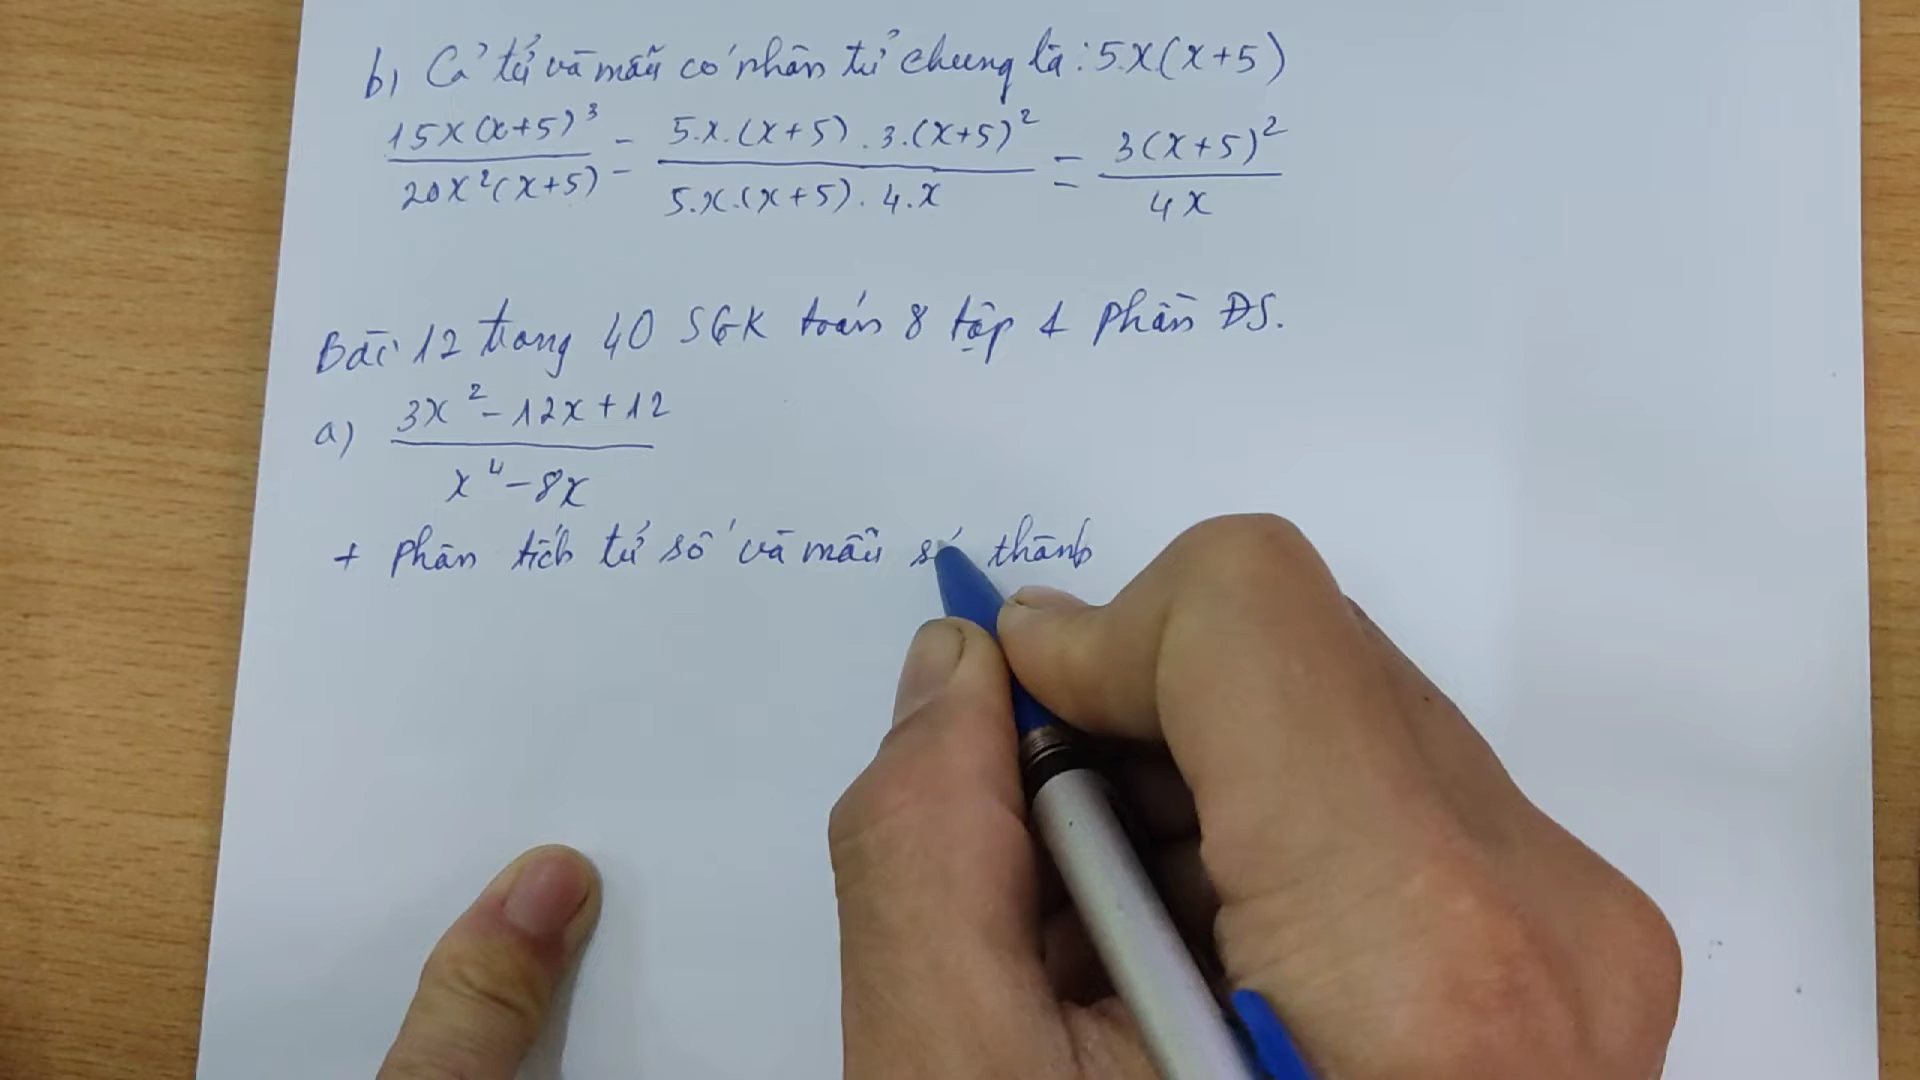 b) Cả tử và mẫu có nhân tử chung là: 5.x(x+5)
15x(x+5)³ / 20x²(x+5) = 5.x.(x+5).3.(x+5)² / 5.x.(x+5).4.x = 3(x+5)² / 4x
Bài 12 trang 40 SGK toán 8 tập 1 phần ĐS.
a) 3x² - 12x + 12 / x⁴ - 8x
+ Phân tích tử số và mẫu số thành